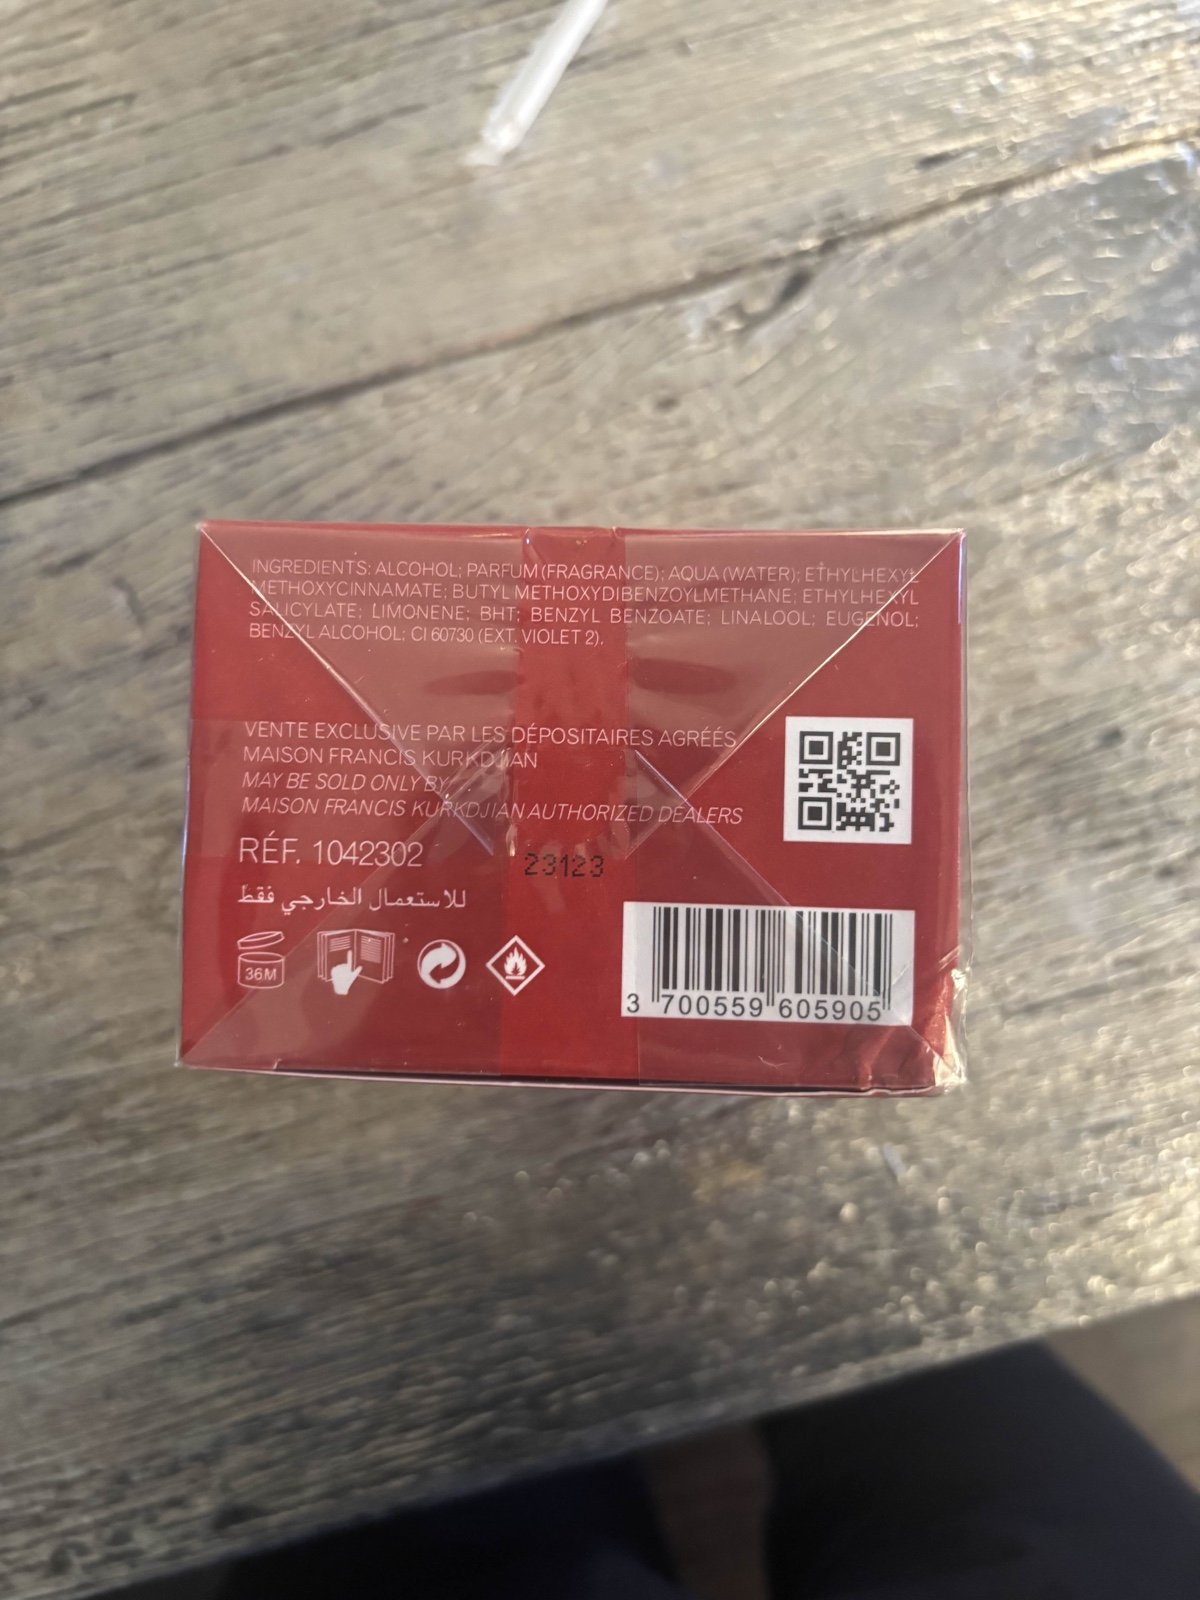 INGREDIENTS: ALCOHOL; PARFUM (FRAGRANCE); AQUA (WATER); ETHYLHEXYL
METHOXYCINNAMATE; BUTYL METHOXYDIBENZOYLMETHANE; ETHYLHEXYL
SALICYLATE; LIMONENE; BHT; BENZYL BENZOATE; LINALOOL; EUGENOL;
BENZYL ALCOHOL; CI 60730 (EXT. VIOLET 2).
VENTE EXCLUSIVE PAR LES DÉPOSITAIRES AGRÉÉS
MAISON FRANCIS KURKDJIAN
MAY BE SOLD ONLY BY
MAISON FRANCIS KURKDJIAN AUTHORIZED DEALERS
RÉF. 1042302
23123
للاستعمال الخارجي فقط
36M
3 700559 605905